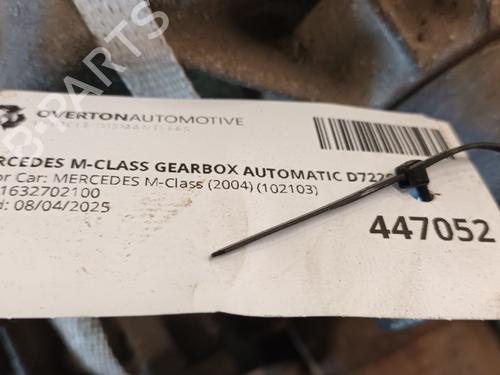 OVERTONAUTOMOTIVE
RCEDES M-CLASS GEARBOX AUTOMATIC D722
or Car: MERCEDES M-Class (2004) (102103)
1632702100
d: 08/04/2025
447052
B-PARTS